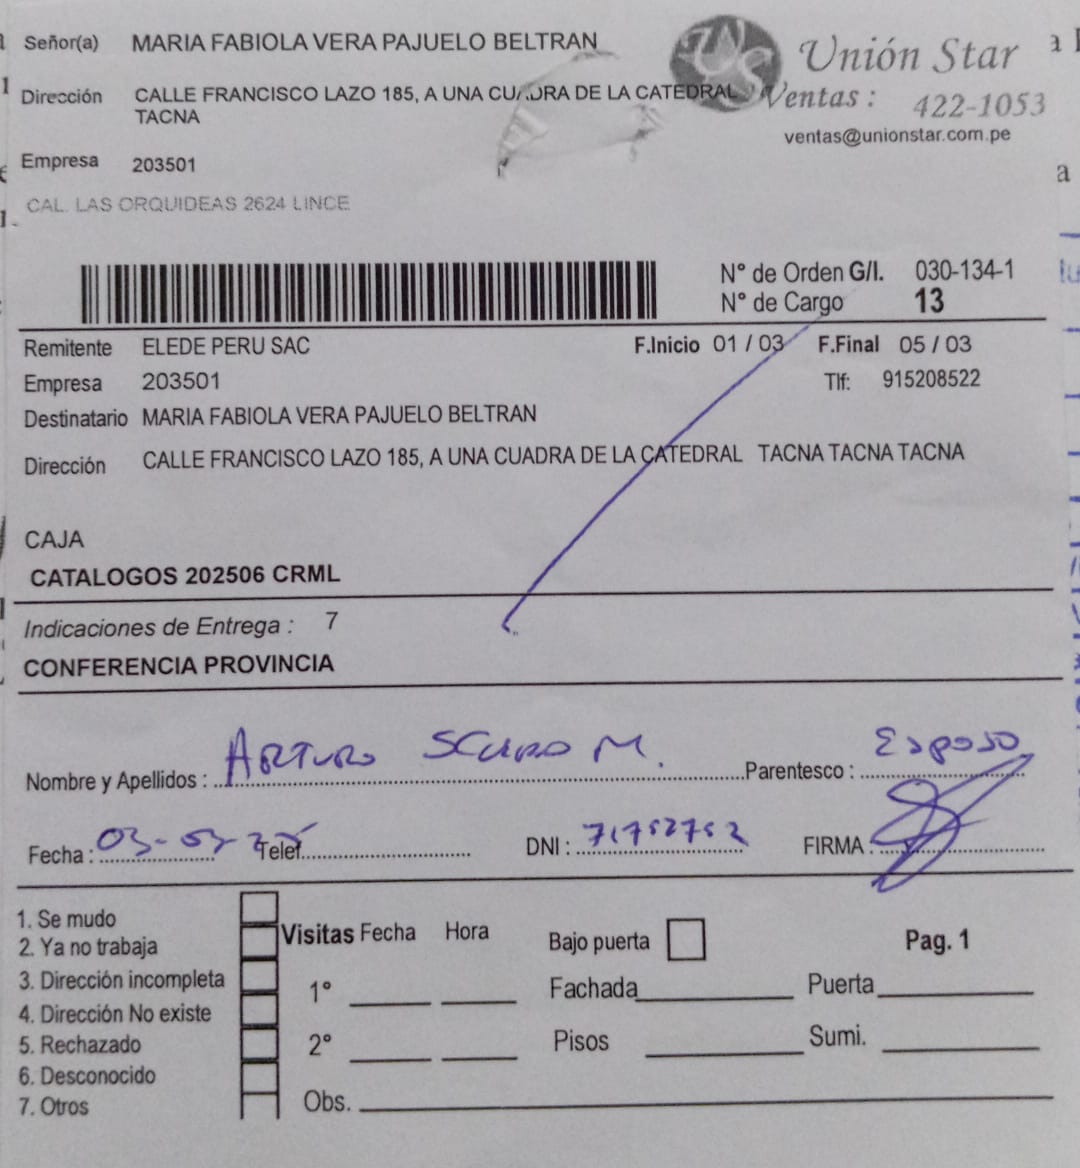 Señor(a) MARIA FABIOLA VERA PAJUELO BELTRAN
Unión Star
Dirección CALLE FRANCISCO LAZO 185, A UNA CUADRA DE LA CATEDRAL
TACNA
Ventas : 422-1053
ventas@unionstar.com.pe
Empresa 203501
CAL. LAS ORQUIDEAS 2624 LINCE
N° de Orden G/I. 030-134-1
N° de Cargo 13
Remitente ELEDE PERU SAC F.Inicio 01 / 03 F.Final 05 / 03
Empresa 203501 Tlf: 915208522
Destinatario MARIA FABIOLA VERA PAJUELO BELTRAN
Dirección CALLE FRANCISCO LAZO 185, A UNA CUADRA DE LA CATEDRAL TACNA TACNA TACNA
CAJA
CATALOGOS 202506 CRML
Indicaciones de Entrega : 7
CONFERENCIA PROVINCIA
Nombre y Apellidos : ARTURO M. Parentesco : Esposo
Fecha : 03-03-25 Telef. DNI : 71752752 FIRMA :
1. Se mudo
2. Ya no trabaja
3. Dirección incompleta
4. Dirección No existe
5. Rechazado
6. Desconocido
7. Otros
Visitas Fecha Hora
1°
2°
Obs.
Bajo puerta
Pag. 1
Fachada Puerta
Pisos Sumi.